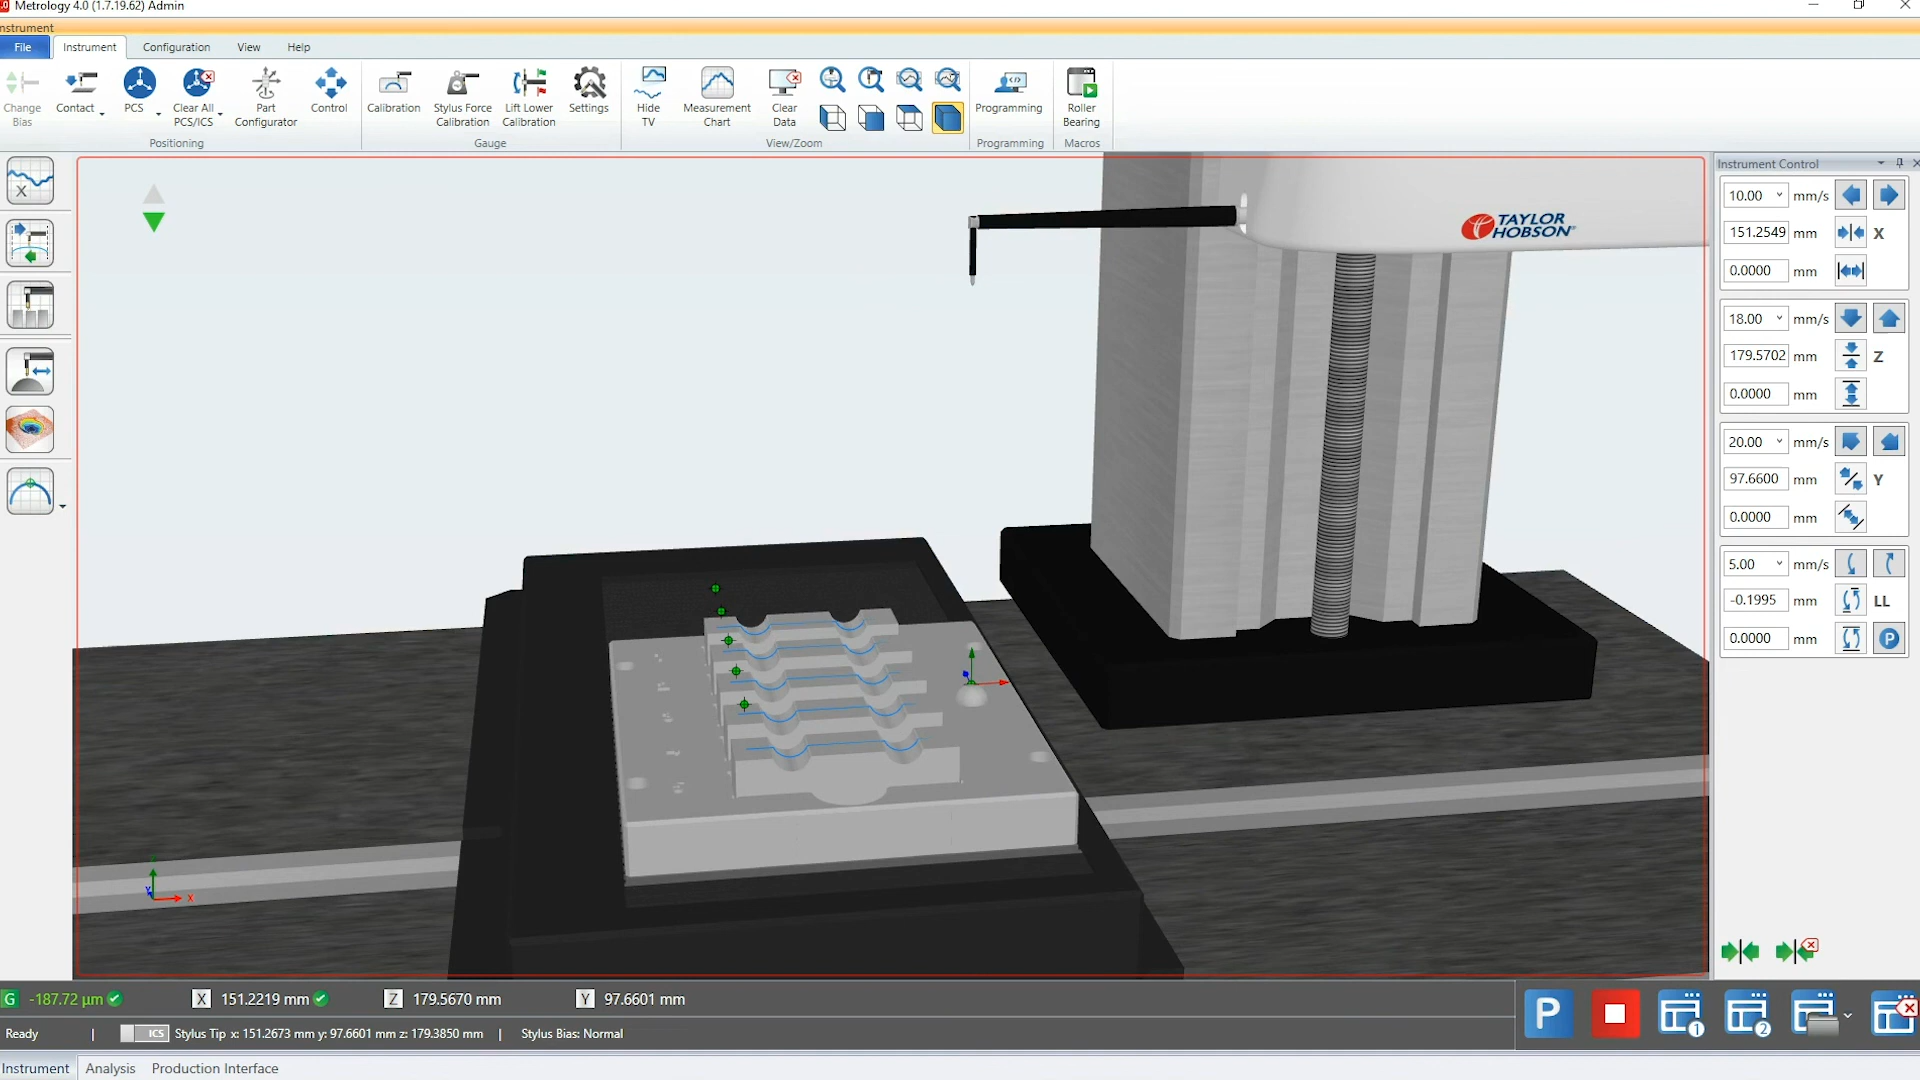 Metrology 4.0 (1.7.19.62) Admin
nstrument
File Instrument Configuration View Help
Change Bias
Contact
PCS
Clear All PCS/ICS
Part Configurator
Control
Calibration
Stylus Force Calibration
Lift Lower Calibration
Settings
Hide TV
Measurement Chart
Clear Data
Programming
Roller Bearing
Positioning Gauge View/Zoom Programming Macros
Instrument Control
10.00 mm/s
151.2549 mm X
0.0000 mm
18.00 mm/s
179.5702 mm Z
0.0000 mm
20.00 mm/s
97.6600 mm Y
0.0000 mm
5.00 mm/s
-0.1995 mm LL
0.0000 mm P
TAYLOR
HOBSON
X
X
G -187.72 µm X 151.2219 mm Z 179.5670 mm Y 97.6601 mm
P 1 2
Ready | ICS Stylus Tip x: 151.2673 mm y: 97.6601 mm z: 179.3850 mm | Stylus Bias: Normal
Instrument Analysis Production Interface